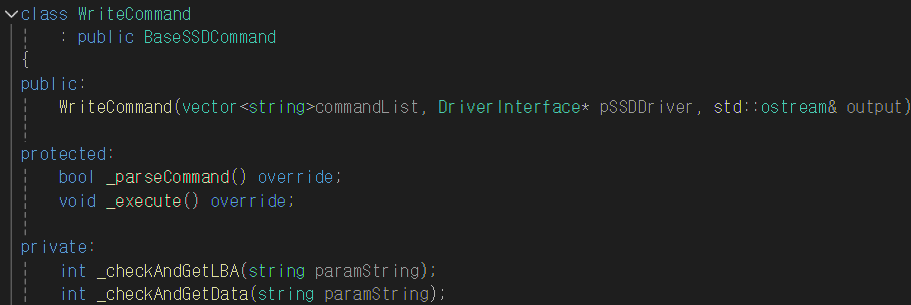 class WriteCommand
    : public BaseSSDCommand
{
public:
    WriteCommand(vector<string>commandList, DriverInterface* pSSDDriver, std::ostream& output)
protected:
    bool _parseCommand() override;
    void _execute() override;
private:
    int _checkAndGetLBA(string paramString);
    int _checkAndGetData(string paramString);